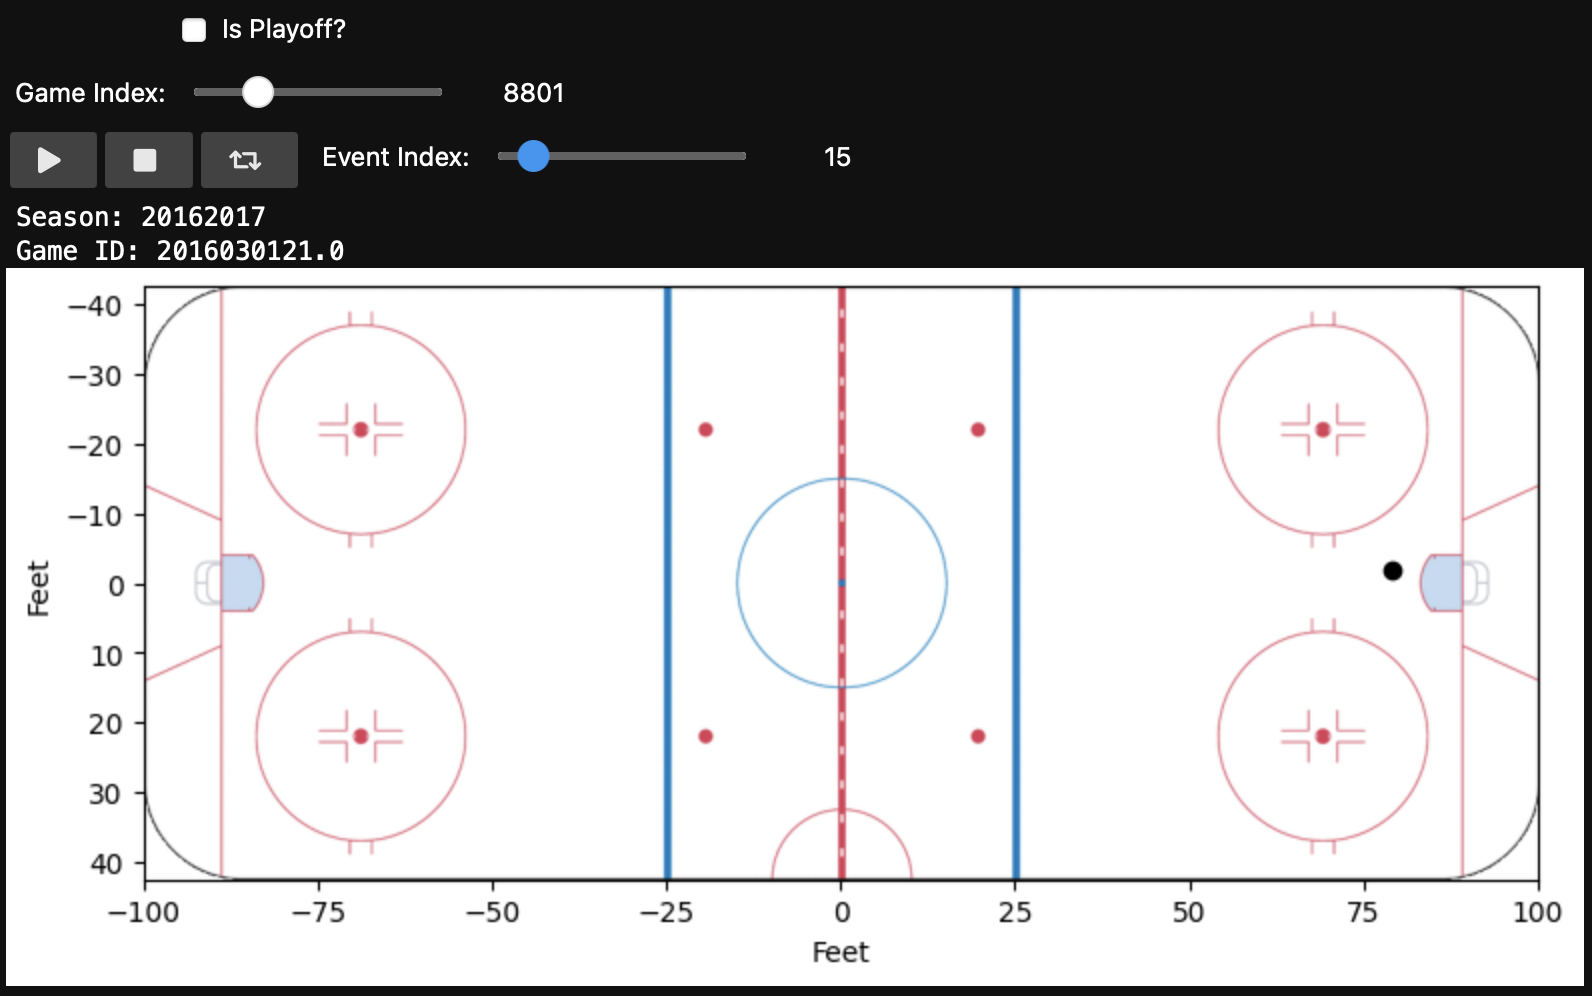 Is Playoff?
Game Index: 8801
Event Index: 15
Season: 20162017
Game ID: 2016030121.0
−40
−30
−20
−10
0
10
20
30
40
Feet
−100 −75 −50 −25 0 25 50 75 100
Feet